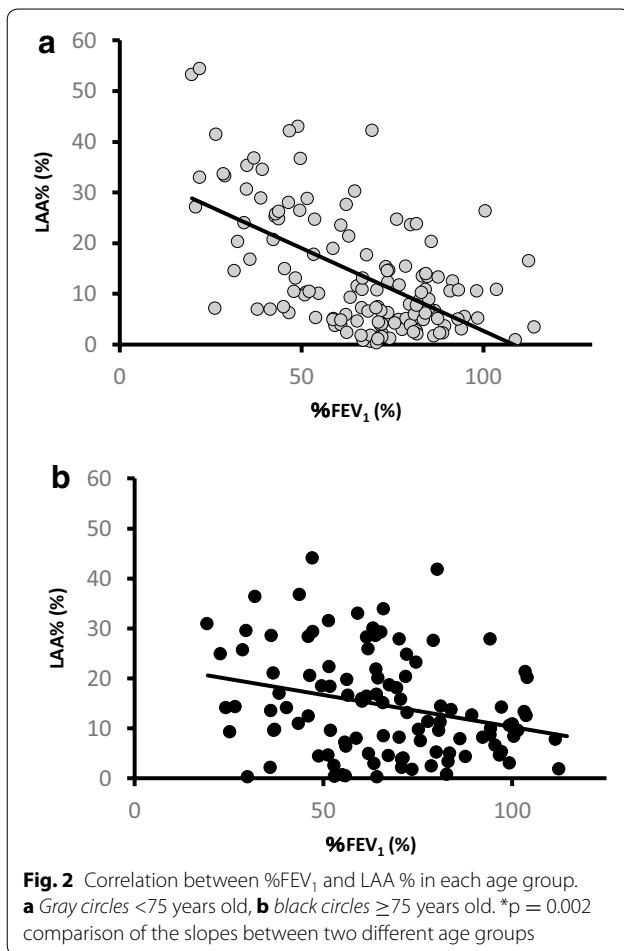 a
60
50
40
30
20
10
0
LAA% (%)
0 50 100
%FEV₁ (%)
b
60
50
40
30
20
10
0
LAA% (%)
0 50 100
%FEV₁ (%)
Fig. 2 Correlation between %FEV₁ and LAA % in each age group.
a Gray circles <75 years old, b black circles ≥75 years old. *p = 0.002
comparison of the slopes between two different age groups